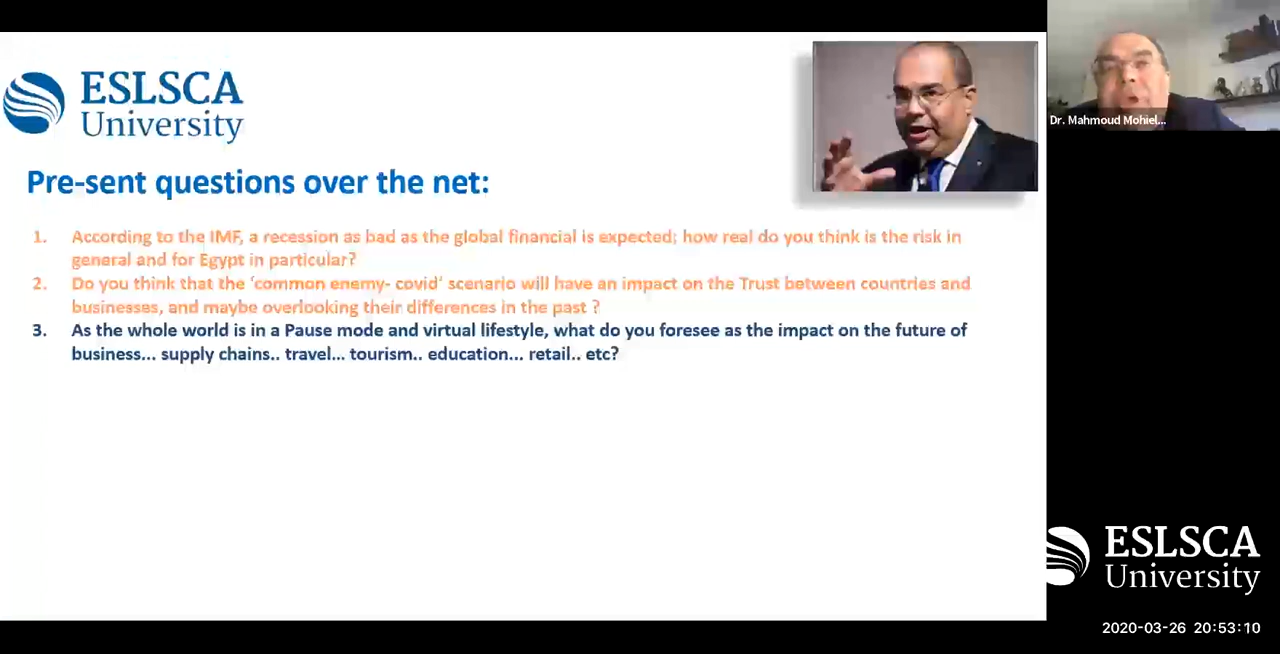 ESLSCA
University
Pre-sent questions over the net:
1. According to the IMF, a recession as bad as the global financial is expected; how real do you think is the risk in
general and for Egypt in particular?
2. Do you think that the ‘common enemy- covid’ scenario will have an impact on the Trust between countries and
businesses, and maybe overlooking their differences in the past ?
3. As the whole world is in a Pause mode and virtual lifestyle, what do you foresee as the impact on the future of
business... supply chains.. travel... tourism.. education... retail.. etc?
Dr. Mahmoud Mohiel...
ESLSCA
University
2020-03-26 20:53:10